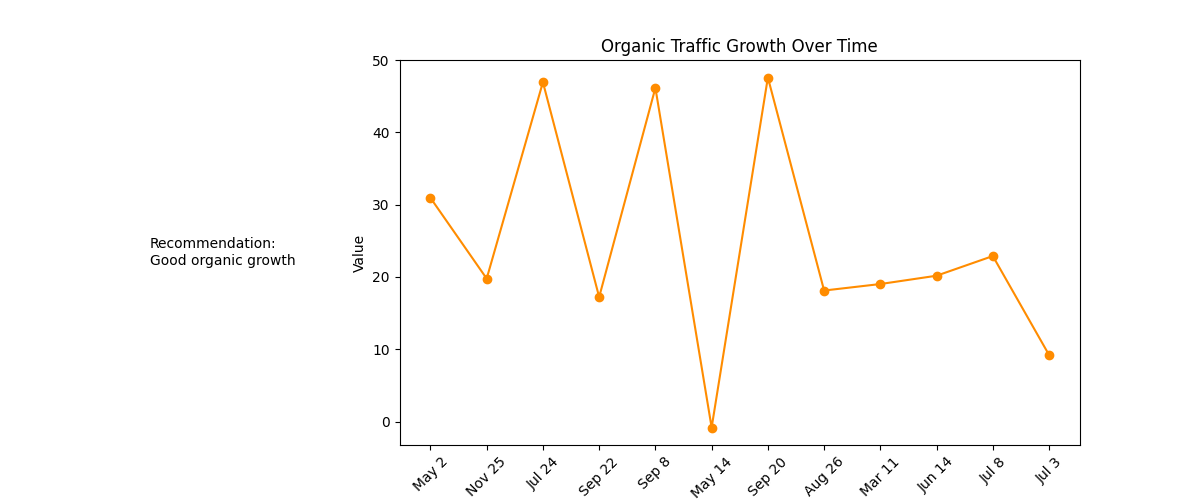 Organic Traffic Growth Over Time
Recommendation:
Good organic growth
Value
50
40
30
20
10
0
May 2
Nov 25
Jul 24
Sep 22
Sep 8
May 14
Sep 20
Aug 26
Mar 11
Jun 14
Jul 8
Jul 3